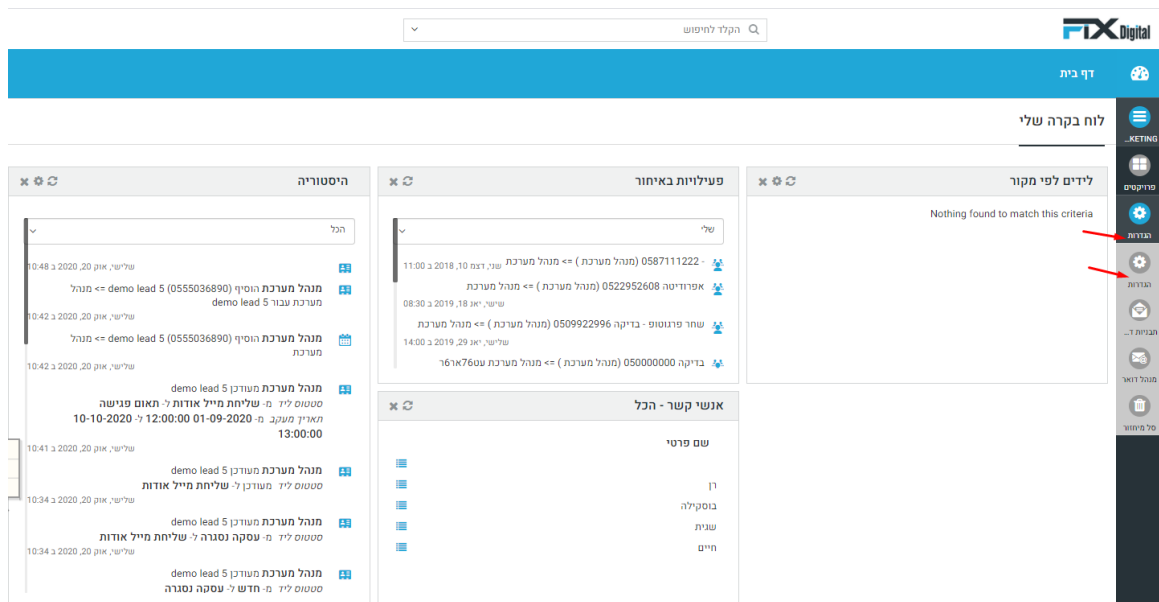 FIX Digital
הקלד לחיפוש
דף בית
לוח בקרה שלי
KETING...
פרויקטים
הגדרות
הגדרות
תבניות ד...
מנהל דואר
סל מיחזור
לידים לפי מקור
Nothing found to match this criteria
פעילויות באיחור
שלי
- 0587111222 (מנהל מערכת ) => מנהל מערכת שני, דצמ 10, 2018 ב 11:00
אפרודיטה 0522952608 (מנהל מערכת ) => מנהל מערכת
שישי, ינא 18, 2019 ב 08:30
שחר פרגוטופ - בדיקה 0509922996 (מנהל מערכת ) => מנהל מערכת
שלישי, ינא 29, 2019 ב 14:00
בדיקה 050000000 (מנהל מערכת ) => מנהל מערכת עט76ארר6
אנשי קשר - הכל
שם פרטי
רן
בוסקילה
שגית
חיים
היסטוריה
הכל
שלישי, אוק 20, 2020 ב 10:48
מנהל מערכת הוסיף demo lead 5 (0555036890) => מנהל
מערכת עבור demo lead 5
שלישי, אוק 20, 2020 ב 10:42
מנהל מערכת הוסיף demo lead 5 (0555036890) => מנהל
מערכת
שלישי, אוק 20, 2020 ב 10:42
מנהל מערכת מעודכן demo lead 5
סטטוס ליד מ- שליחת מייל אודות ל- תאום פגישה
תאריך מעקב מ- 01-09-2020 12:00:00 ל- 10-10-2020
13:00:00
שלישי, אוק 20, 2020 ב 10:41
מנהל מערכת מעודכן demo lead 5
סטטוס ליד מעודכן ל- שליחת מייל אודות
שלישי, אוק 20, 2020 ב 10:34
מנהל מערכת מעודכן demo lead 5
סטטוס ליד מ- עסקה נסגרה ל- שליחת מייל אודות
שלישי, אוק 20, 2020 ב 10:34
מנהל מערכת מעודכן demo lead 5
סטטוס ליד מ- חדש ל- עסקה נסגרה